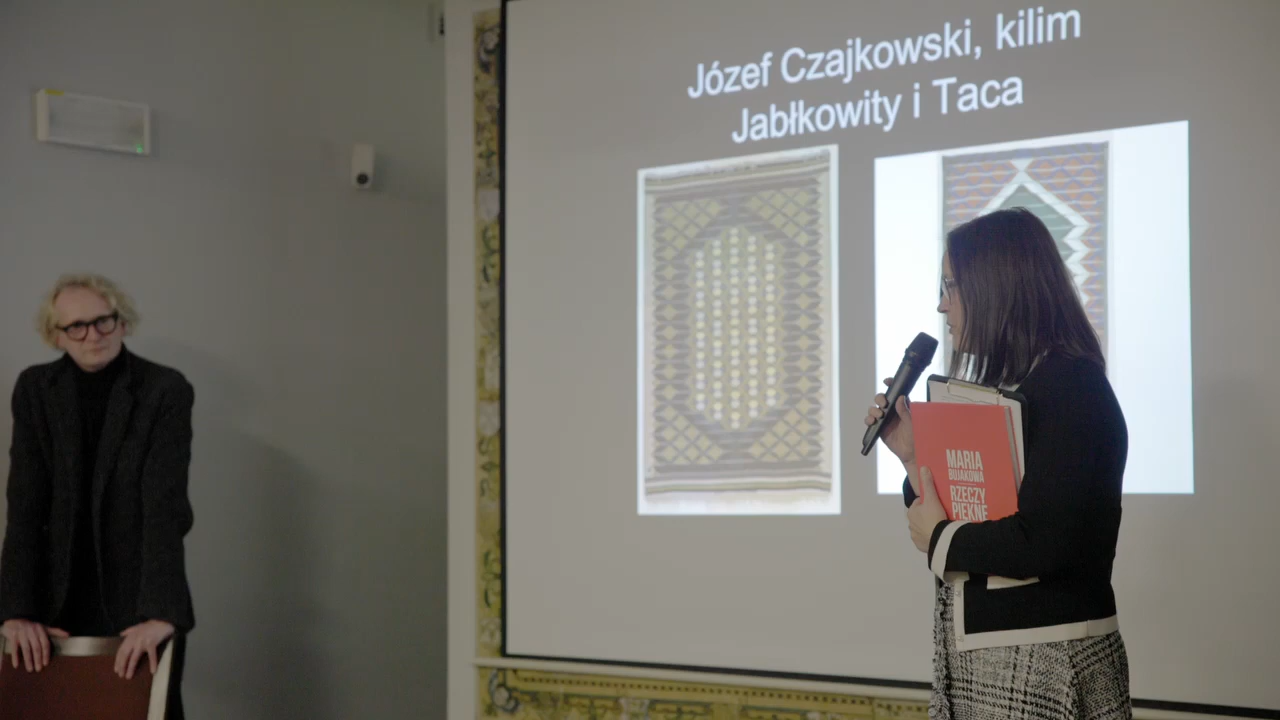 Józef Czajkowski, kilim
Jabłkowity i Taca
MARIA
BUJAKOWA
RZECZY
PIĘKNE